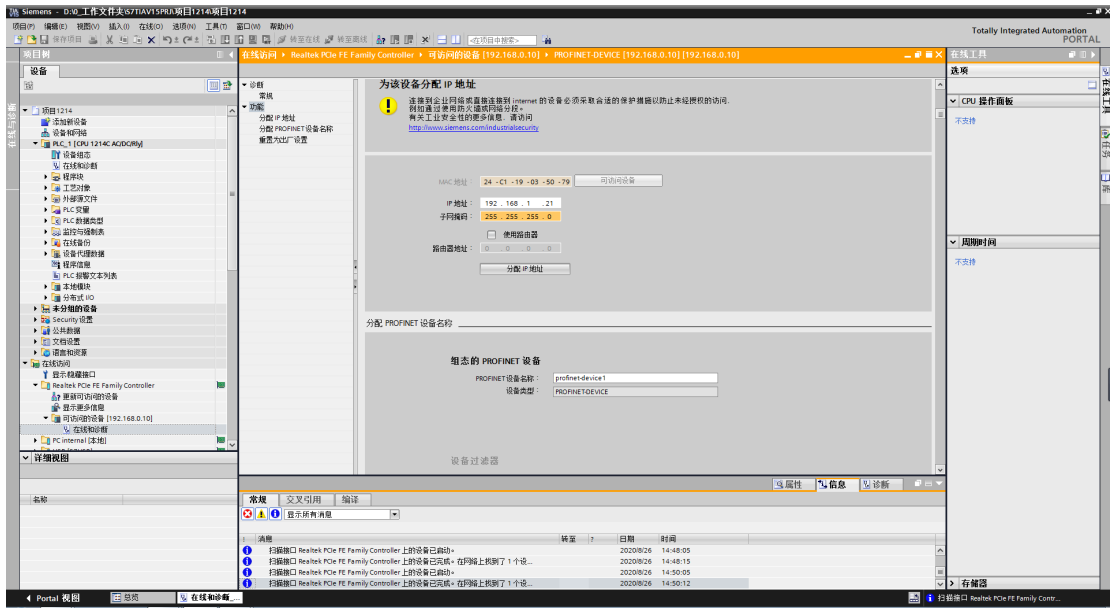 Siemens - D:\0_工作文件夹\S7T\AV15PRJ\项目1214\项目1214
项目(P) 编辑(E) 视图(V) 插入(I) 在线(O) 选项(N) 工具(T) 窗口(W) 帮助(H)
保存项目 转至在线 转至离线 <在项目中搜索>
Totally Integrated Automation
PORTAL
项目树
设备
项目1214
添加新设备
设备和网络
PLC_1 [CPU 1214C AC/DC/Rly]
设备组态
在线和诊断
程序块
工艺对象
外部源文件
PLC 变量
PLC 数据类型
监控与强制表
在线备份
设备代理数据
程序信息
PLC 报警文本列表
本地模块
分布式 I/O
未分组的设备
Security 设置
公共数据
文档设置
语言和资源
在线访问
显示/隐藏接口
Realtek PCIe FE Family Controller
更新可访问的设备
显示更多信息
可访问的设备 [192.168.0.10]
在线和诊断
PC internal [本地]
详细视图
名称
在线访问 ▸ Realtek PCIe FE Family Controller ▸ 可访问的设备 [192.168.0.10] ▸ PROFINET-DEVICE [192.168.0.10] [192.168.0.10]
诊断
常规
功能
分配 IP 地址
分配 PROFINET 设备名称
重置为出厂设置
为该设备分配 IP 地址
连接到企业网络或直接连接到 internet 的设备必须采取合适的保护措施以防止未经授权的访问.
例如通过使用防火墙或网络分段。
有关工业安全性的更多信息, 请访问
http://www.siemens.com/industrialsecurity
MAC 地址: 24 -C1 -19 -03 -50 -79 可访问设备
IP 地址: 192 . 168 . 1 . 21
子网掩码: 255 . 255 . 255 . 0
使用路由器
路由器地址: 0 . 0 . 0 . 0
分配 IP 地址
分配 PROFINET 设备名称
组态的 PROFINET 设备
PROFINET 设备名称: profinet-device1
设备类型: PROFINET-DEVICE
设备过滤器
属性 信息 诊断
常规 交叉引用 编译
显示所有消息
! 消息 转至 ? 日期 时间
扫描接口 Realtek PCIe FE Family Controller 上的设备已启动。 2020/8/26 14:48:05
扫描接口 Realtek PCIe FE Family Controller 上的设备已完成。在网络上找到了 1 个设... 2020/8/26 14:48:15
扫描接口 Realtek PCIe FE Family Controller 上的设备已启动。 2020/8/26 14:50:05
扫描接口 Realtek PCIe FE Family Controller 上的设备已完成。在网络上找到了 1 个设... 2020/8/26 14:50:12
在线工具
选项
CPU 操作面板
不支持
周期时间
不支持
存储器
在线工具
任务
库
Portal 视图 总览 在线和诊断_...
扫描接口 Realtek PCIe FE Family Contr...